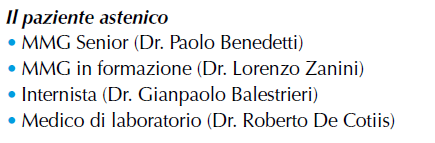 Il paziente astenico
• MMG Senior (Dr. Paolo Benedetti)
• MMG in formazione (Dr. Lorenzo Zanini)
• Internista (Dr. Gianpaolo Balestrieri)
• Medico di laboratorio (Dr. Roberto De Cotiis)